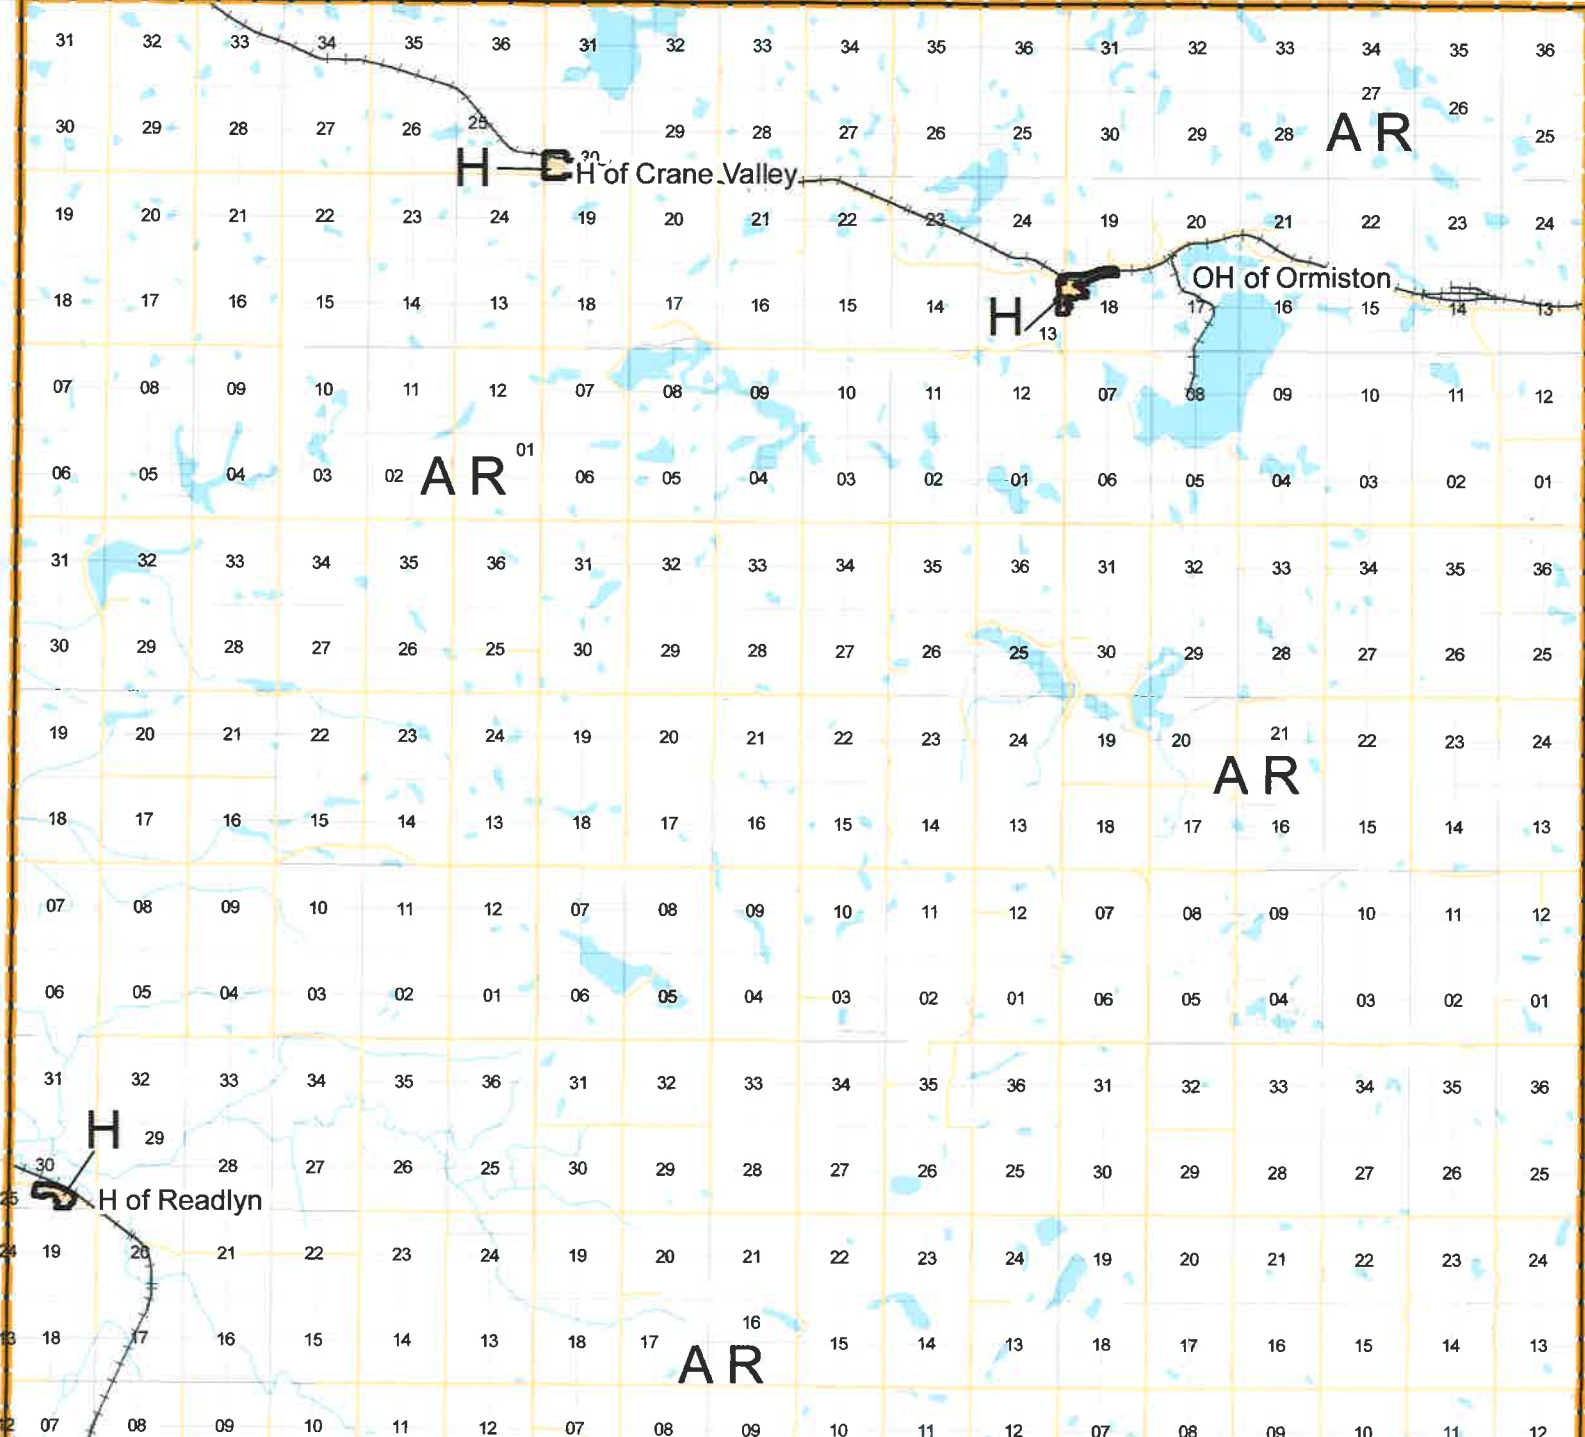 31 32 33 34 35 36 31 32 33 34 35 36 31 32 33 34 35 36
27 26
30 29 28 27 26 25 29 28 27 26 25 30 29 28 A R 25
H 30 H of Crane Valley
19 20 21 22 23 24 19 20 21 22 23 24 19 20 21 22 23 24
OH of Ormiston
18 17 16 15 14 13 18 17 16 15 14 H 13 18 17 16 15 14 13
07 08 09 10 11 12 07 08 09 10 11 12 07 08 09 10 11 12
01
06 05 04 03 02 A R 06 05 04 03 02 01 06 05 04 03 02 01
31 32 33 34 35 36 31 32 33 34 35 36 31 32 33 34 35 36
30 29 28 27 26 25 30 29 28 27 26 25 30 29 28 27 26 25
19 20 21 22 23 24 19 20 21 22 23 24 19 20 21 22 23 24
A R
18 17 16 15 14 13 18 17 16 15 14 13 18 17 16 15 14 13
07 08 09 10 11 12 07 08 09 10 11 12 07 08 09 10 11 12
06 05 04 03 02 01 06 05 04 03 02 01 06 05 04 03 02 01
31 32 33 34 35 36 31 32 33 34 35 36 31 32 33 34 35 36
H 29
30 28 27 26 25 30 29 28 27 26 25 30 29 28 27 26 25
25 H of Readlyn
24 19 20 21 22 23 24 19 20 21 22 23 24 19 20 21 22 23 24
13 18 17 16 15 14 13 18 17 16 15 14 13 18 17 16 15 14 13
A R
12 07 08 09 10 11 12 07 08 09 10 11 12 07 08 09 10 11 12